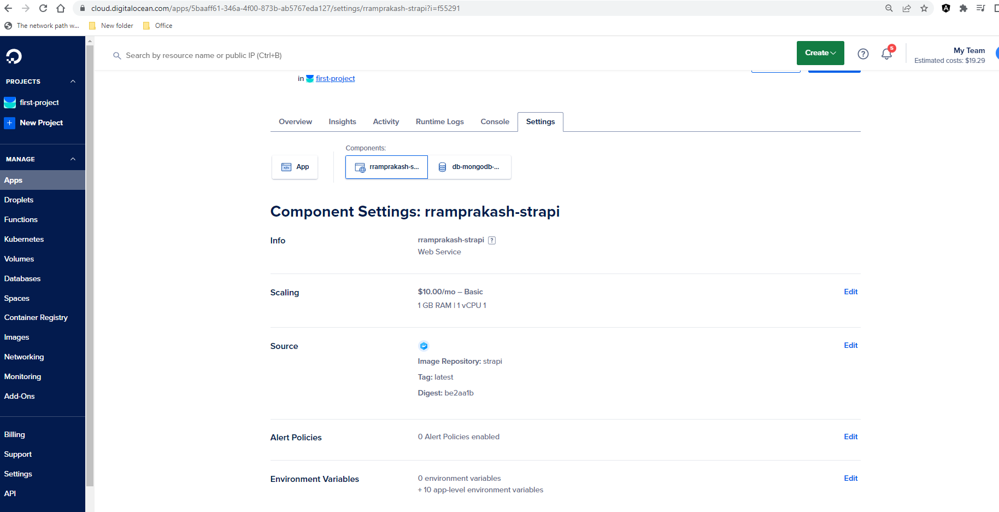 cloud.digitalocean.com/apps/5baaff61-346a-4f00-873b-ab5767eda127/settings/rramprakash-strapi?i=f55291
The network path w...
New folder
Office
Search by resource name or public IP (Ctrl+B)
Create
?
5
My Team
Estimated costs: $19.29
PROJECTS
first-project
+ New Project
MANAGE
Apps
Droplets
Functions
Kubernetes
Volumes
Databases
Spaces
Container Registry
Images
Networking
Monitoring
Add-Ons
Billing
Support
Settings
API
in first-project
Overview
Insights
Activity
Runtime Logs
Console
Settings
Components:
App
rramprakash-s...
db-mongodb-...
Component Settings: rramprakash-strapi
Info
rramprakash-strapi ?
Web Service
Scaling
$10.00/mo – Basic
Edit
1 GB RAM | 1 vCPU 1
Source
Edit
Image Repository: strapi
Tag: latest
Digest: be2aa1b
Alert Policies
0 Alert Policies enabled
Edit
Environment Variables
0 environment variables
Edit
+ 10 app-level environment variables